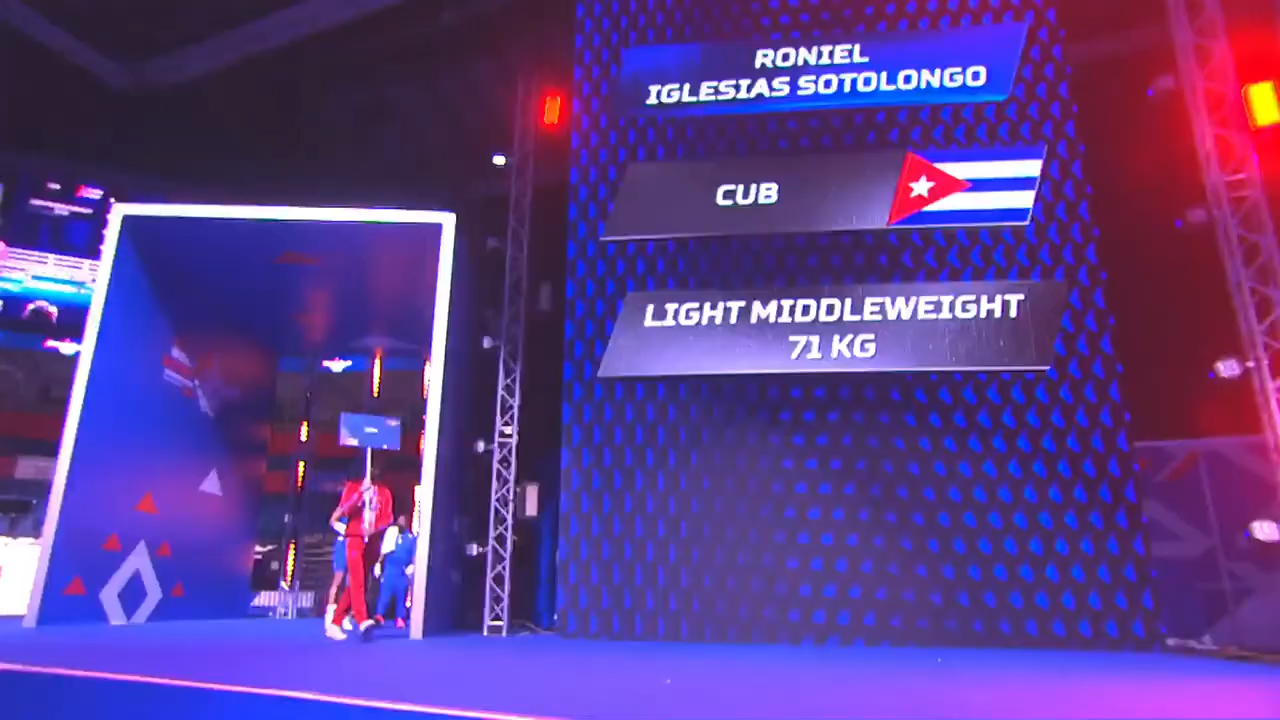 RONIEL
IGLESIAS SOTOLONGO
CUB
LIGHT MIDDLEWEIGHT
71 KG